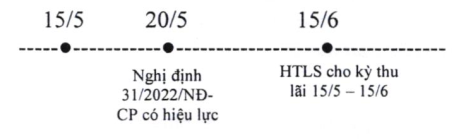 15/5 20/5 15/6
Nghị định
31/2022/NĐ-
CP có hiệu lực
HTLS cho kỳ thu
lãi 15/5 – 15/6